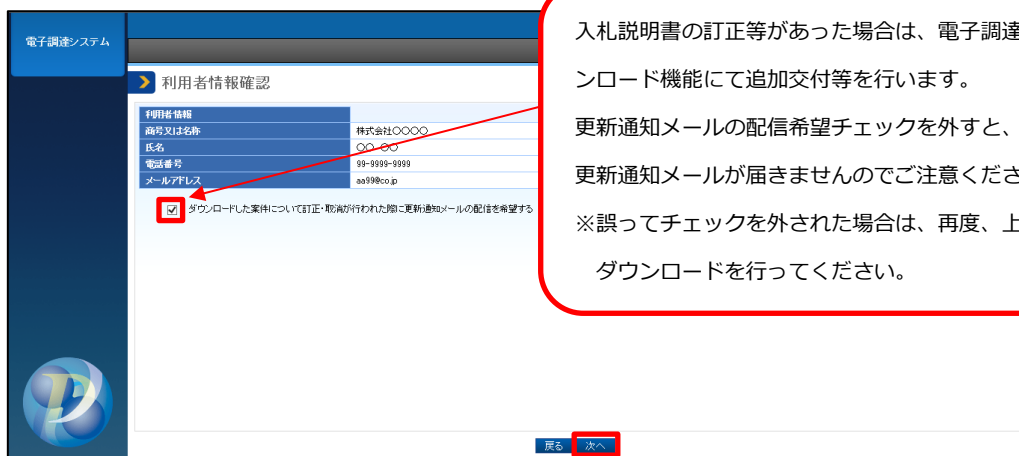 電子調達システム
利用者情報確認
利用者情報
商号又は名称 株式会社〇〇〇〇
氏名 〇〇 〇〇
電話番号 99-9999-9999
メールアドレス aa99@co.jp
ダウンロードした案件について訂正・取消が行われた際に更新通知メールの配信を希望する
戻る 次へ
入札説明書の訂正等があった場合は、電子調達
ンロード機能にて追加交付等を行います。
更新通知メールの配信希望チェックを外すと、
更新通知メールが届きませんのでご注意くださ
※誤ってチェックを外された場合は、再度、上
ダウンロードを行ってください。